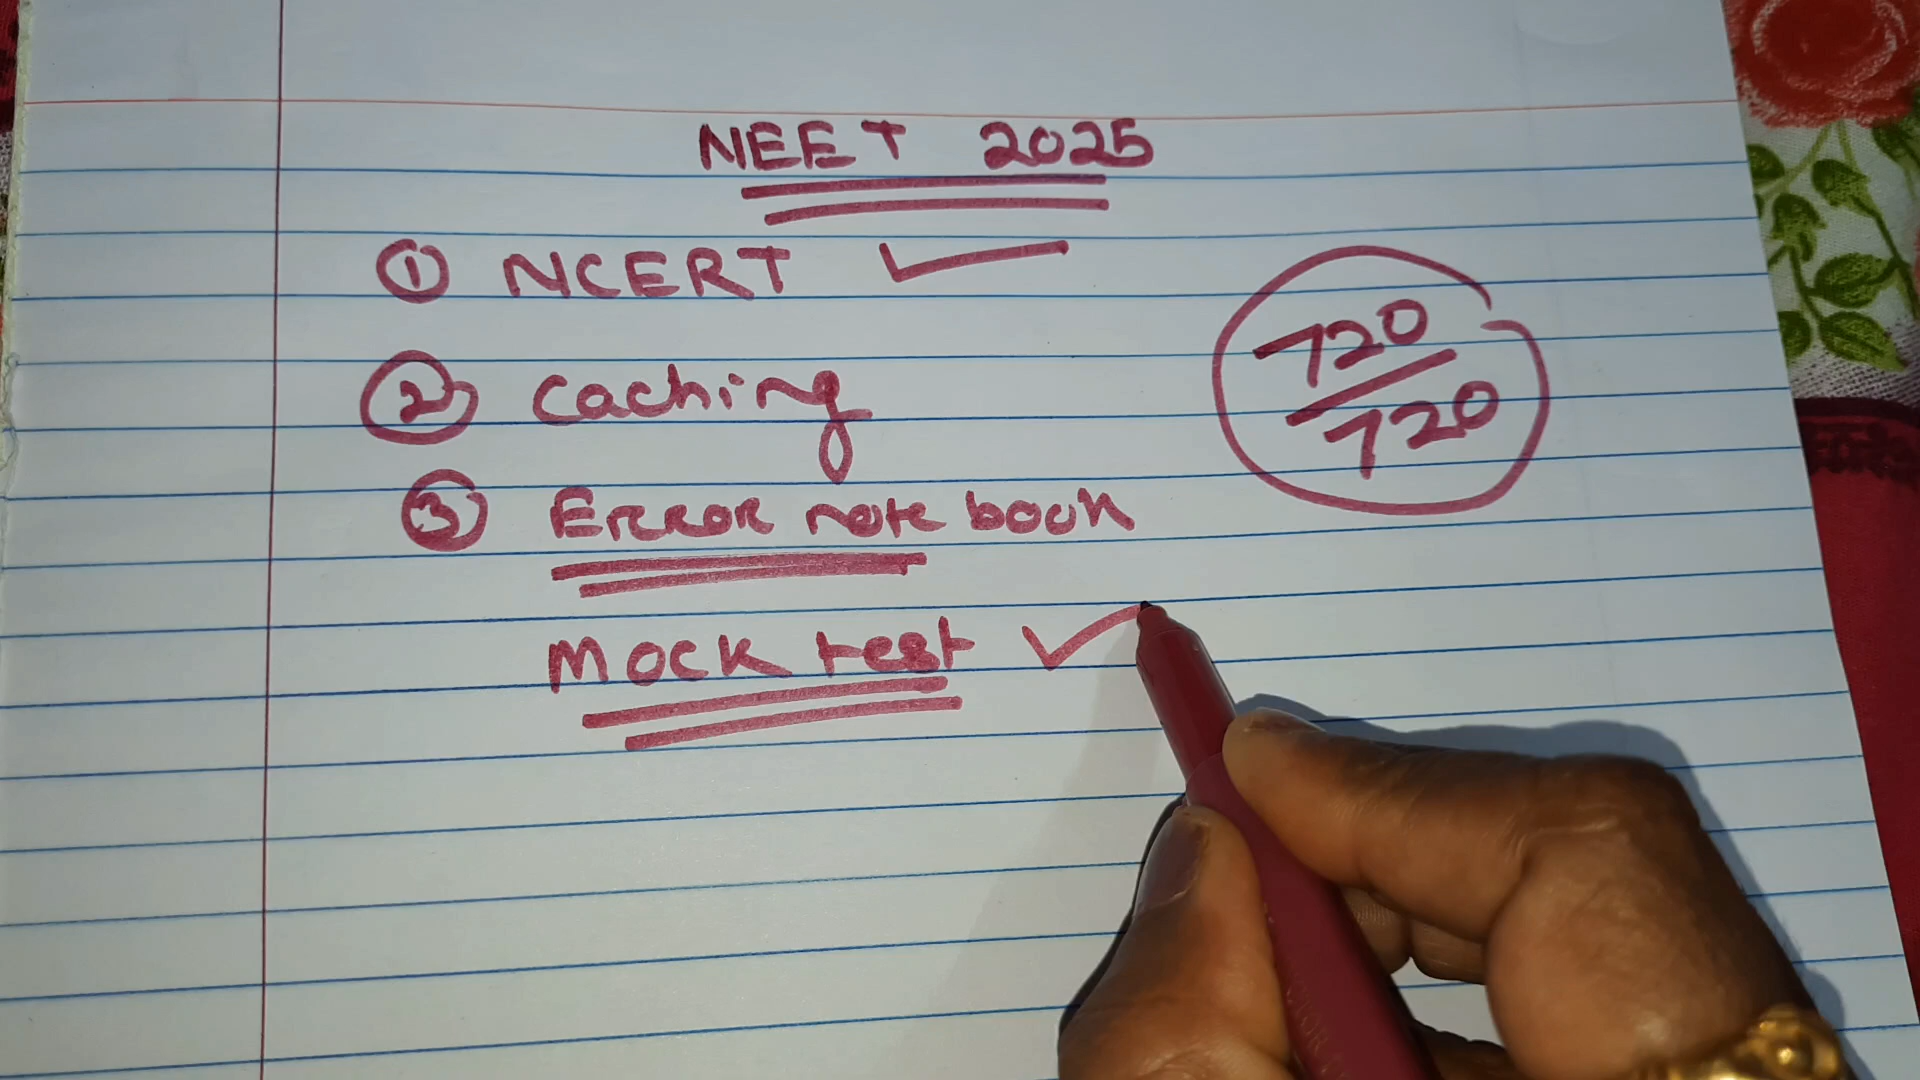 NEET 2025
① NCERT ✓
② Caching
③ Error note book
Mock test ✓
720
720